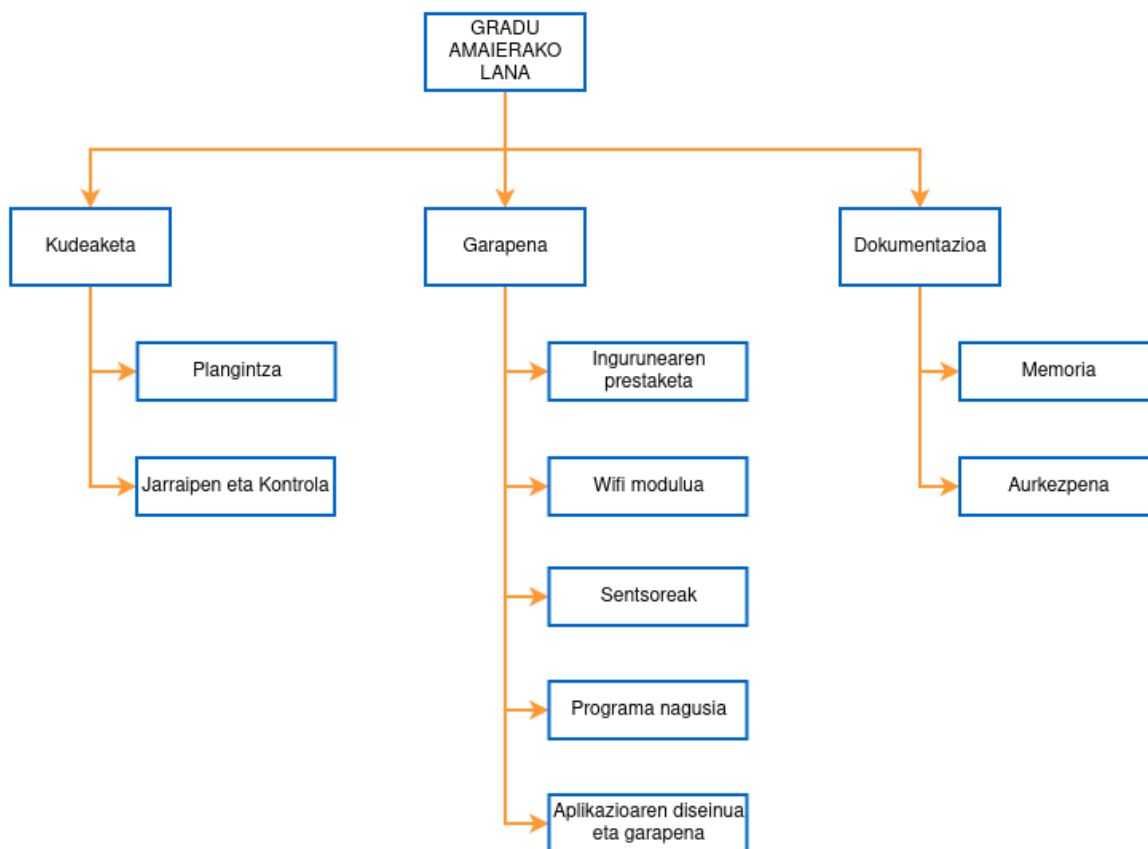 GRADU
AMAIERAKO
LANA
Kudeaketa
Garapena
Dokumentazioa
Plangintza
Jarraipen eta Kontrola
Ingurunearen
prestaketa
Wifi modulua
Sentsoreak
Programa nagusia
Aplikazioaren diseinua
eta garapena
Memoria
Aurkezpena